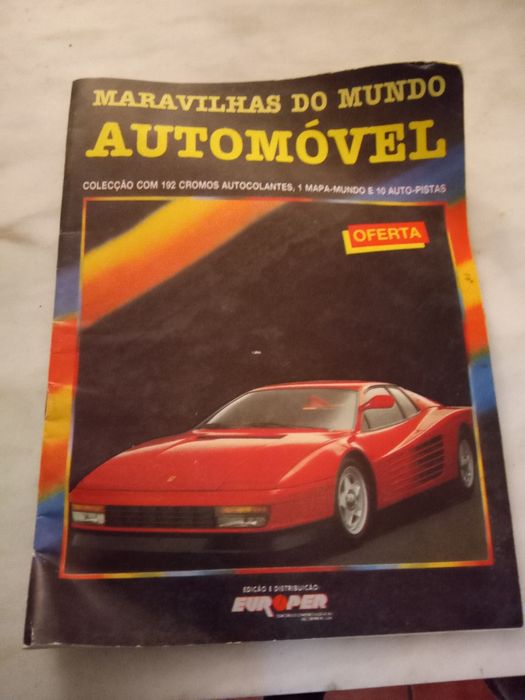 MARAVILHAS DO MUNDO
AUTOMÓVEL
COLECÇÃO COM 192 CROMOS AUTOCOLANTES, 1 MAPA-MUNDO E 10 AUTO-PISTAS
OFERTA
EDIÇÃO E DISTRIBUIÇÃO:
EUROPER